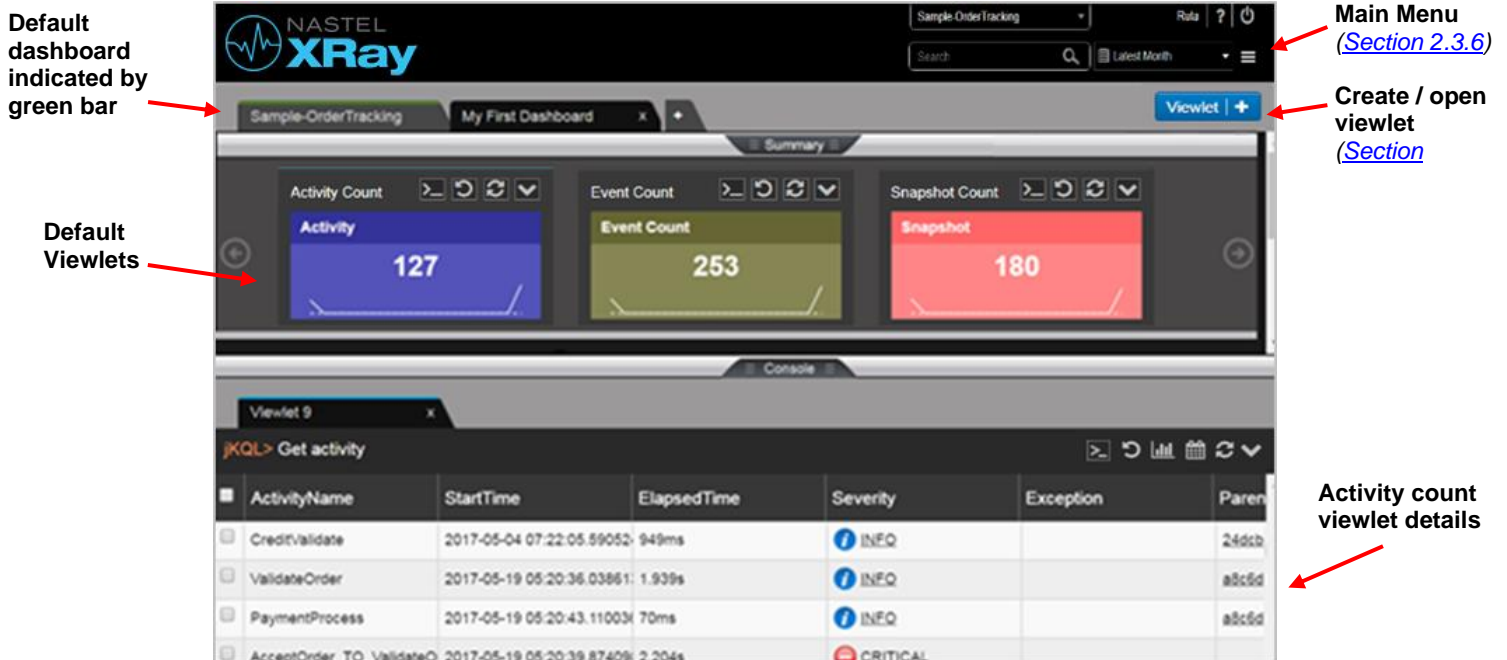 Default
dashboard
indicated by
green bar
NASTEL
XRay
Sample-OrderTracking
Ruta
?
Search
Latest Month
Main Menu
(Section 2.3.6)
Sample-OrderTracking
My First Dashboard
x
+
Viewlet | +
Create / open
viewlet
(Section
Summary
Default
Viewlets
Activity Count
Event Count
Snapshot Count
Activity
Event Count
Snapshot
127
253
180
Console
Viewlet 9
x
jKQL> Get activity
ActivityName StartTime ElapsedTime Severity Exception Paren
CreditValidate 2017-05-04 07:22:05.59052 949ms INFO 24dcb
ValidateOrder 2017-05-19 05:20:36.03861 1.939s INFO a8c6d
PaymentProcess 2017-05-19 05:20:43.11003 70ms INFO a8c6d
AcceptOrder_TO_ValidateO 2017-05-19 05:20:39.87409 2.204s CRITICAL
Activity count
viewlet details